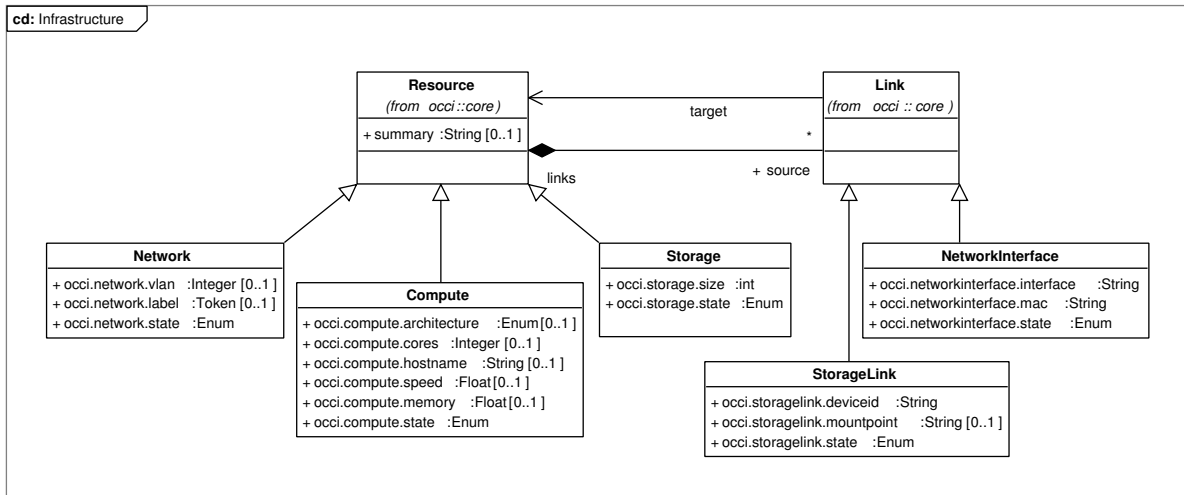 cd: Infrastructure
Resource
(from occi::core)
+ summary :String [0..1 ]
Link
(from occi :: core )
target
*
+ source
links
Network
+ occi.network.vlan :Integer [0..1 ]
+ occi.network.label :Token [0..1 ]
+ occi.network.state :Enum
Compute
+ occi.compute.architecture :Enum[0..1 ]
+ occi.compute.cores :Integer [0..1 ]
+ occi.compute.hostname :String [0..1 ]
+ occi.compute.speed :Float[0..1 ]
+ occi.compute.memory :Float[0..1 ]
+ occi.compute.state :Enum
Storage
+ occi.storage.size :int
+ occi.storage.state :Enum
NetworkInterface
+ occi.networkinterface.interface :String
+ occi.networkinterface.mac :String
+ occi.networkinterface.state :Enum
StorageLink
+ occi.storagelink.deviceid :String
+ occi.storagelink.mountpoint :String [0..1 ]
+ occi.storagelink.state :Enum